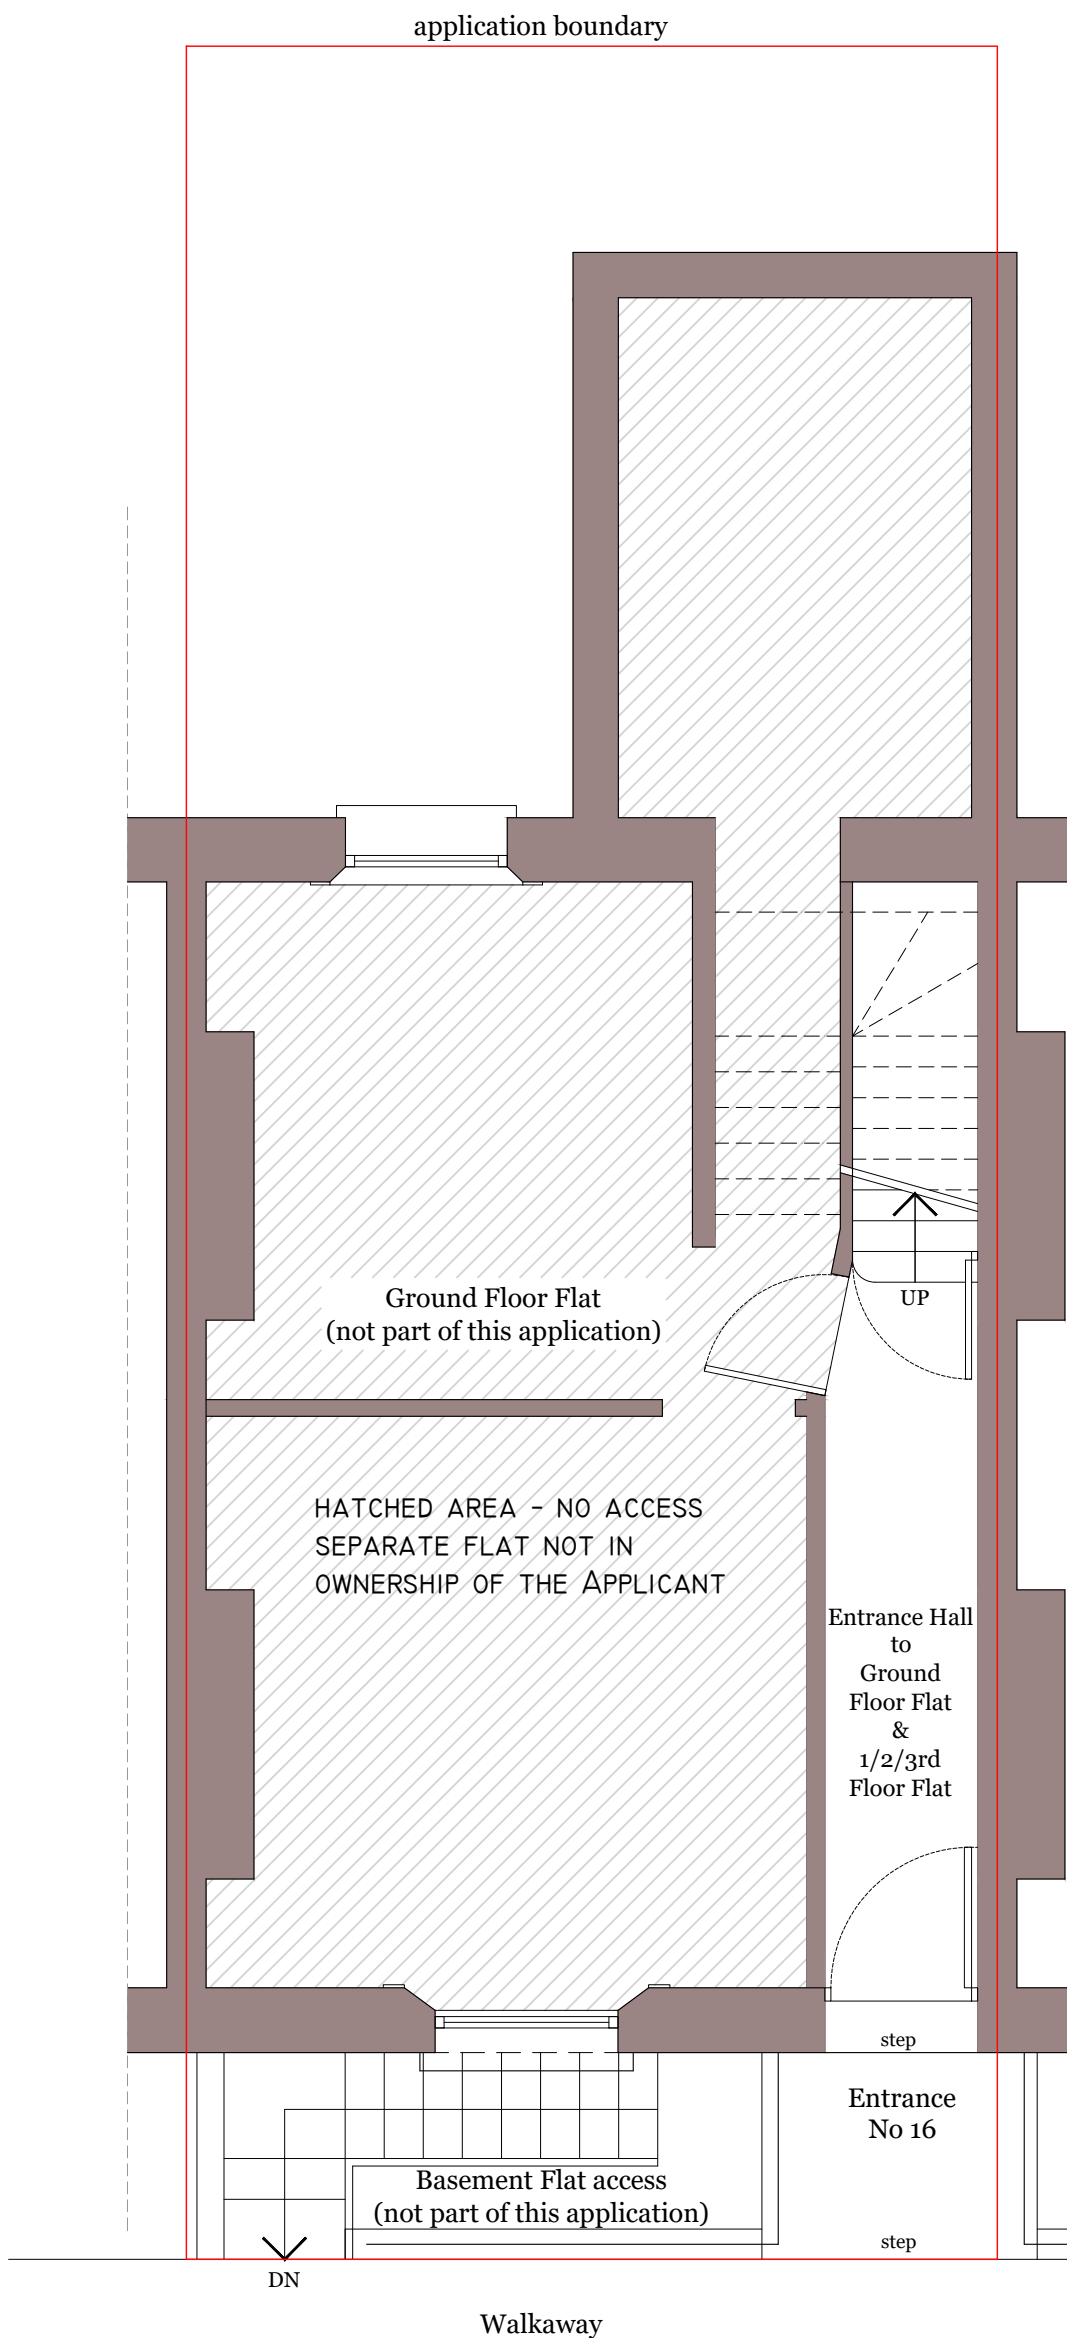 application boundary
Ground Floor Flat
(not part of this application)
UP
HATCHED AREA - NO ACCESS
SEPARATE FLAT NOT IN
OWNERSHIP OF THE APPLICANT
Entrance Hall
to
Ground
Floor Flat
&
1/2/3rd
Floor Flat
step
Entrance
No 16
Basement Flat access
(not part of this application)
step
DN
Walkaway